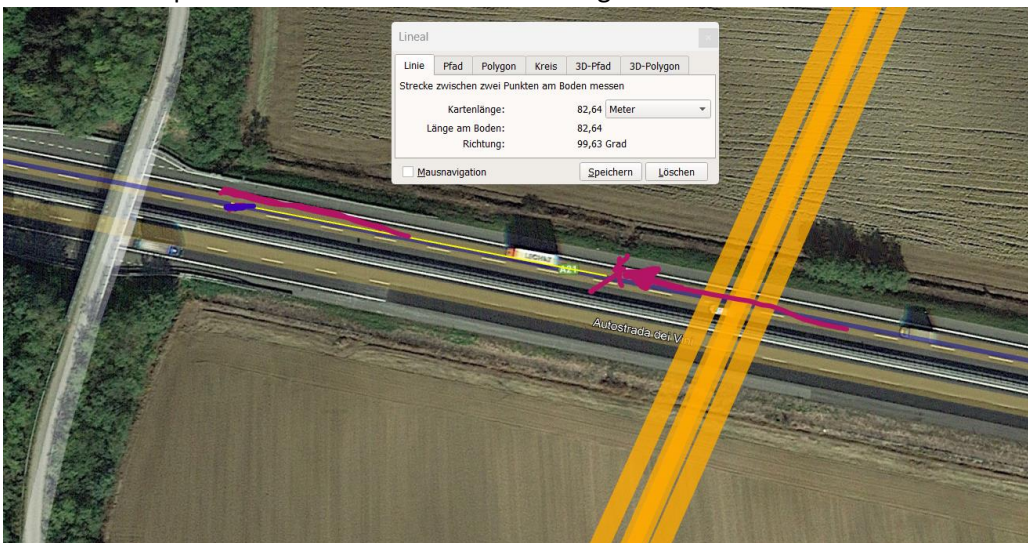 Lineal
Linie Pfad Polygon Kreis 3D-Pfad 3D-Polygon
Strecke zwischen zwei Punkten am Boden messen
Kartenlänge: 82,64 Meter
Länge am Boden: 82,64
Richtung: 99,63 Grad
Mausnavigation Speichern Löschen
A21
Autostrada dei